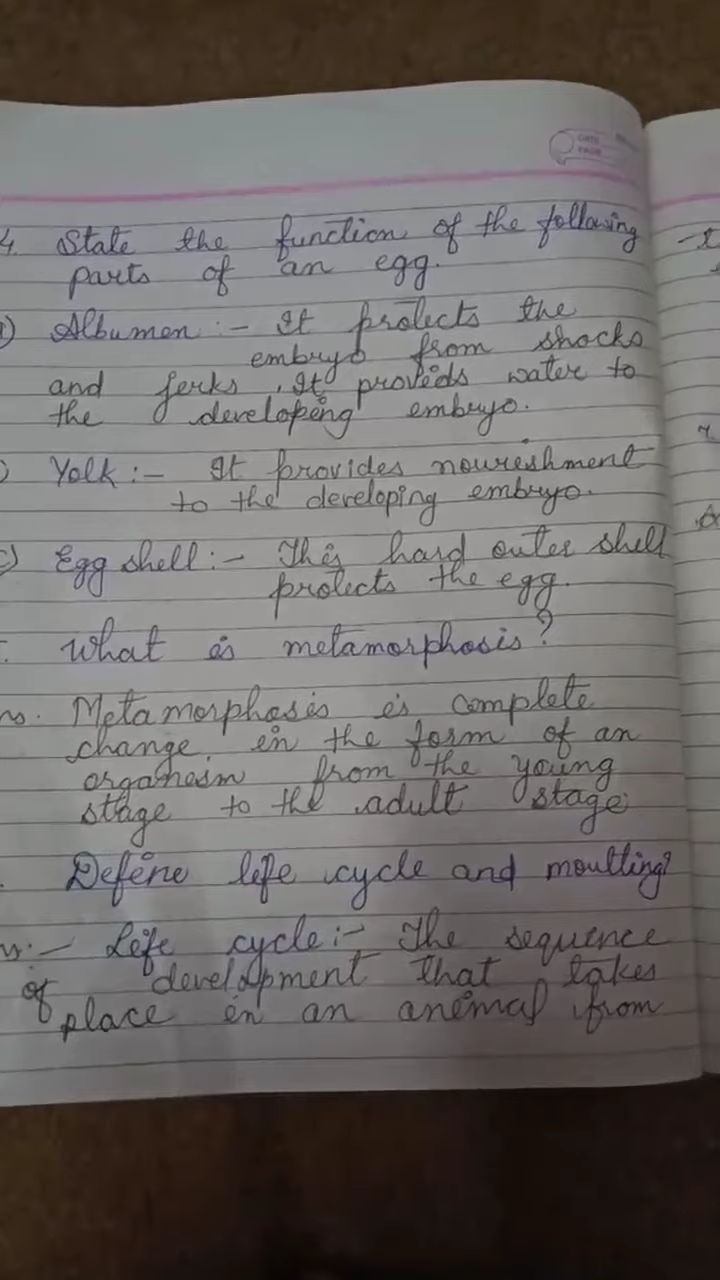 4. State the function of the following
parts of an egg.
a) Albumen :- It protects the
embryo from shocks
and jerks. It provids water to
the developing embryo.
) Yolk :- It provides nourishment
to the developing embryo.
c) Egg shell :- This hard outer shell
protects the egg.
What is metamorphosis?
ns. Metamorphosis is complete
change in the form of an
organism from the young
stage to the adult stage.
Define life cycle and moulting?
Life cycle :- The sequence
of development that takes
place in an animal from
DATE
PAGE